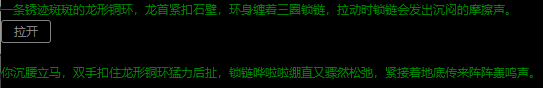 一条锈迹斑斑的龙形铜环，龙首紧扣石壁，环身缠着三圈锁链，拉动时锁链会发出沉闷的摩擦声。
拉开
你沉腰立马，双手扣住龙形铜环猛力后扯，锁链哗啦啦绷直又骤然松弛，紧接着地底传来阵阵轰鸣声。